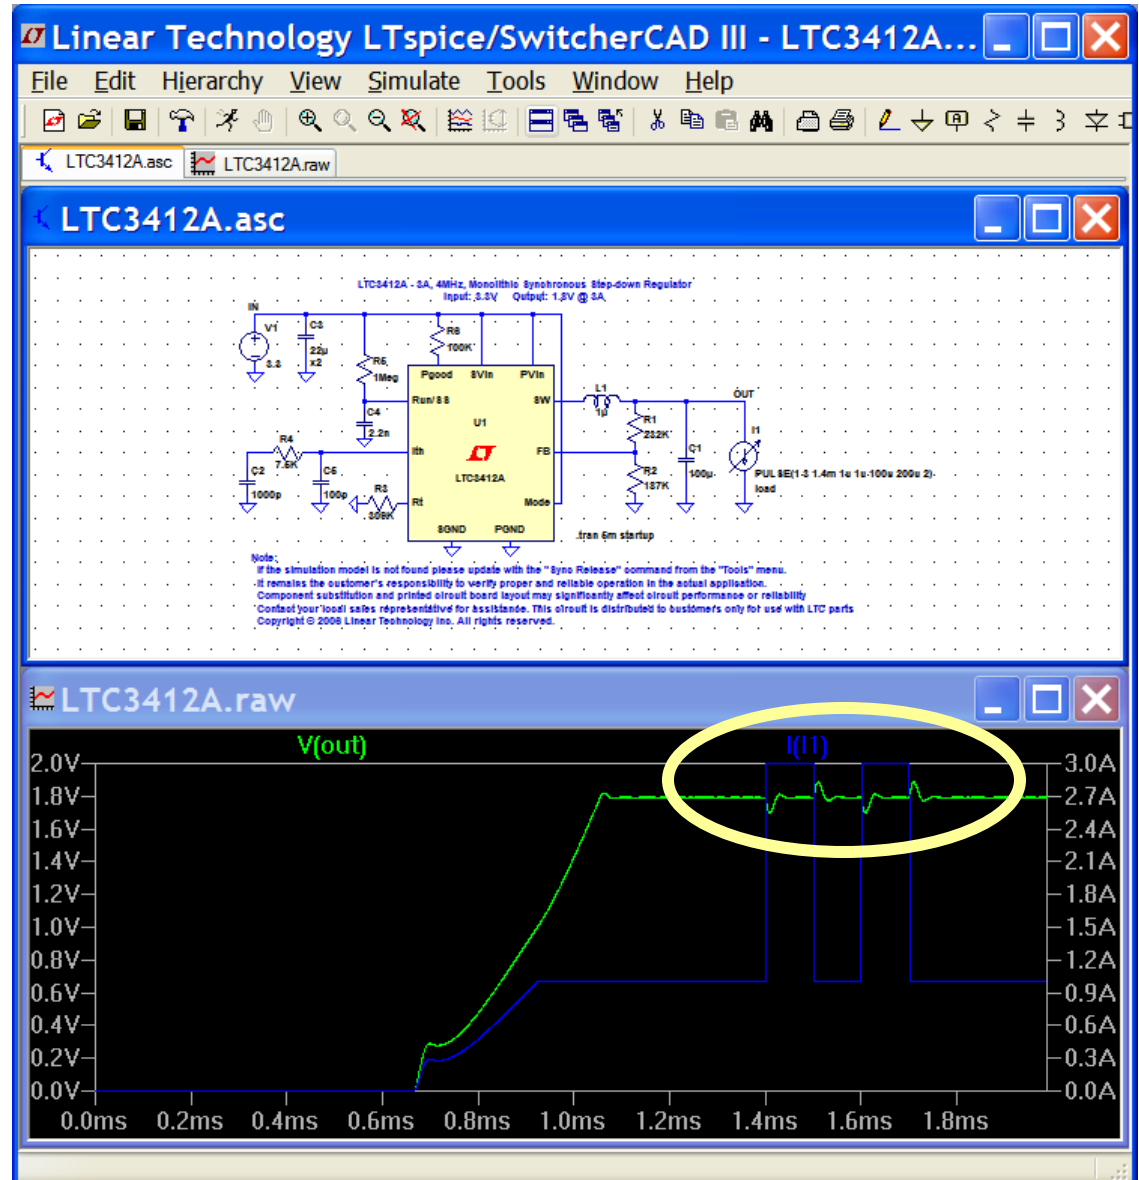 Linear Technology LTspice/SwitcherCAD III - LTC3412A...
File Edit Hierarchy View Simulate Tools Window Help
LTC3412A.asc LTC3412A.raw
LTC3412A.asc
LTC3412A - 3A, 4MHz, Monolithic Synchronous Step-down Regulator
Input: 3.3V Output: 1.8V @ 3A
IN
V1
3.3
C3
22µ
x2
R5
1Meg
R6
100K
Pgood SVin PVin
Run/SS SW
C4
2.2n
U1
LTC3412A
Ith FB
Rt Mode
SGND PGND
R4
7.5K
C2
1000p
C5
100p
R3
309K
L1
1µ
OUT
R1
232K
R2
187K
C1
100µ
I1
PULSE(1 3 1.4m 1u 1u 100u 200u 2)
load
.tran 5m startup
Note:
If the simulation model is not found please update with the "Sync Release" command from the "Tools" menu.
It remains the customer's responsibility to verify proper and reliable operation in the actual application.
Component substitution and printed circuit board layout may significantly affect circuit performance or reliability
Contact your local sales representative for assistance. This circuit is distributed to customers only for use with LTC parts
Copyright © 2006 Linear Technology Inc. All rights reserved.
LTC3412A.raw
V(out) I(I1)
2.0V 3.0A
1.8V 2.7A
1.6V 2.4A
1.4V 2.1A
1.2V 1.8A
1.0V 1.5A
0.8V 1.2A
0.6V 0.9A
0.4V 0.6A
0.2V 0.3A
0.0V 0.0A
0.0ms 0.2ms 0.4ms 0.6ms 0.8ms 1.0ms 1.2ms 1.4ms 1.6ms 1.8ms